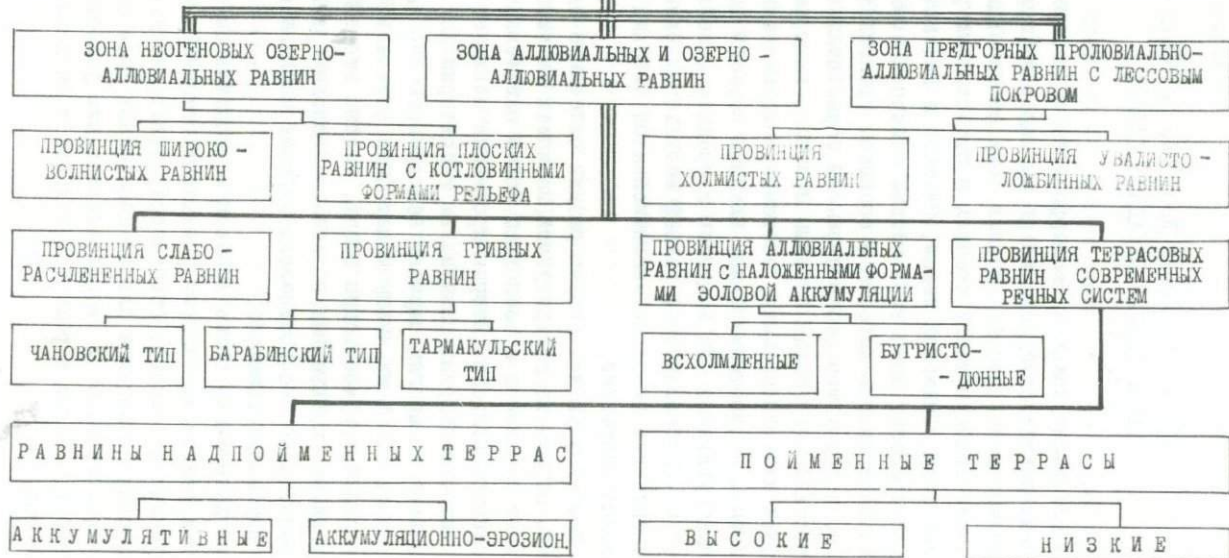 ЗОНА НЕОГЕНОВЫХ ОЗЕРНО-
АЛЛЮВИАЛЬНЫХ РАВНИН
ЗОНА АЛЛЮВИАЛЬНЫХ И ОЗЕРНО -
АЛЛЮВИАЛЬНЫХ РАВНИН
ЗОНА ПРЕДГОРНЫХ ПРОЛЮВИАЛЬНО-
АЛЛЮВИАЛЬНЫХ РАВНИН С ЛЕССОВЫМ
ПОКРОВОМ
ПРОВИНЦИЯ ШИРОКО -
ВОЛНИСТЫХ РАВНИН
ПРОВИНЦИЯ ПЛОСКИХ
РАВНИН С КОТЛОВИННЫМИ
ФОРМАМИ РЕЛЬЕФА
ПРОВИНЦИЯ
ХОЛМИСТЫХ РАВНИН
ПРОВИНЦИЯ УВАЛИСТО -
ЛОЖБИННЫХ РАВНИН
ПРОВИНЦИЯ СЛАБО -
РАСЧЛЕНЕННЫХ РАВНИН
ПРОВИНЦИЯ ГРИВНЫХ
РАВНИН
ПРОВИНЦИЯ АЛЛЮВИАЛЬНЫХ
РАВНИН С НАЛОЖЕННЫМИ ФОРМА-
МИ ЭОЛОВОЙ АККУМУЛЯЦИИ
ПРОВИНЦИЯ ТЕРРАСОВЫХ
РАВНИН СОВРЕМЕННЫХ
РЕЧНЫХ СИСТЕМ
ЧАНОВСКИЙ ТИП
БАРАБИНСКИЙ ТИП
ТАРМАКУЛЬСКИЙ
ТИП
ВСХОЛМЛЕННЫЕ
БУГРИСТО-
- ДЮННЫЕ
РАВНИНЫ НАДПОЙМЕННЫХ ТЕРРАС
ПОЙМЕННЫЕ ТЕРРАСЫ
АККУМУЛЯТИВНЫЕ
АККУМУЛЯЦИОННО-ЭРОЗИОН.
ВЫСОКИЕ
НИЗКИЕ